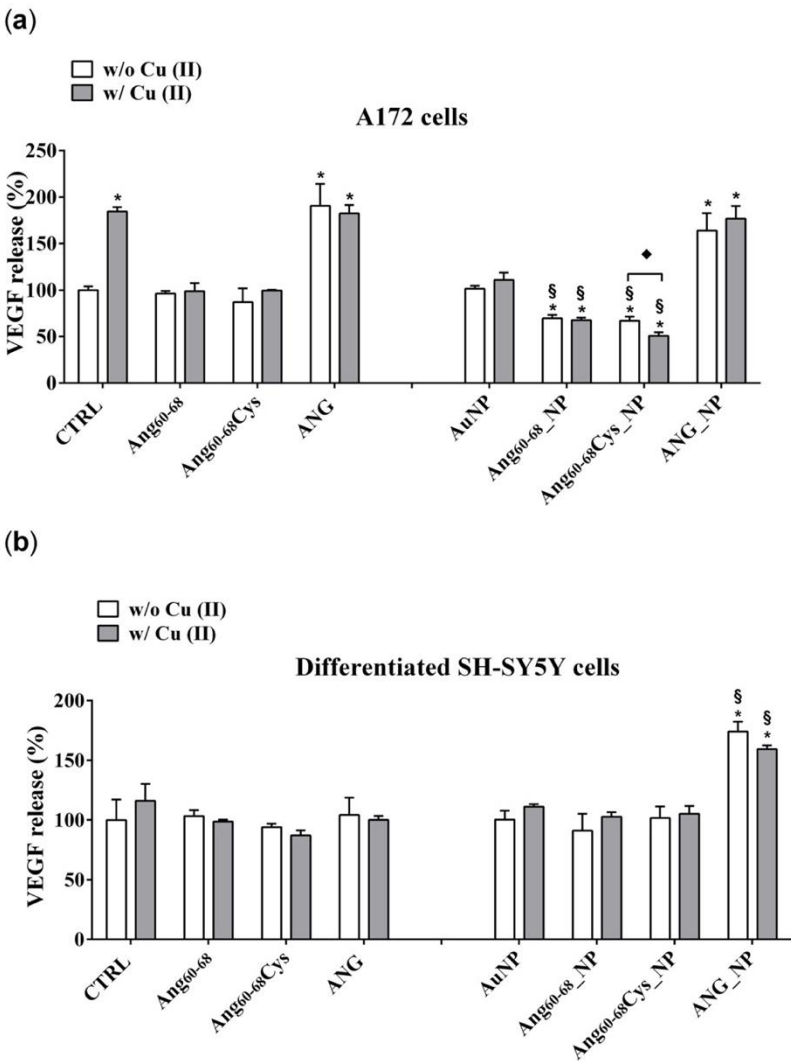 (a)
w/o Cu (II)
w/ Cu (II)
A172 cells
VEGF release (%)
250
200
150
100
50
0
*
*
*
§
*
§
*
◆
§
*
§
*
*
*
CTRL
Ang60-68
Ang60-68Cys
ANG
AuNP
Ang60-68_NP
Ang60-68Cys_NP
ANG_NP
(b)
w/o Cu (II)
w/ Cu (II)
Differentiated SH-SY5Y cells
VEGF release (%)
200
150
100
50
0
§
*
§
*
CTRL
Ang60-68
Ang60-68Cys
ANG
AuNP
Ang60-68_NP
Ang60-68Cys_NP
ANG_NP